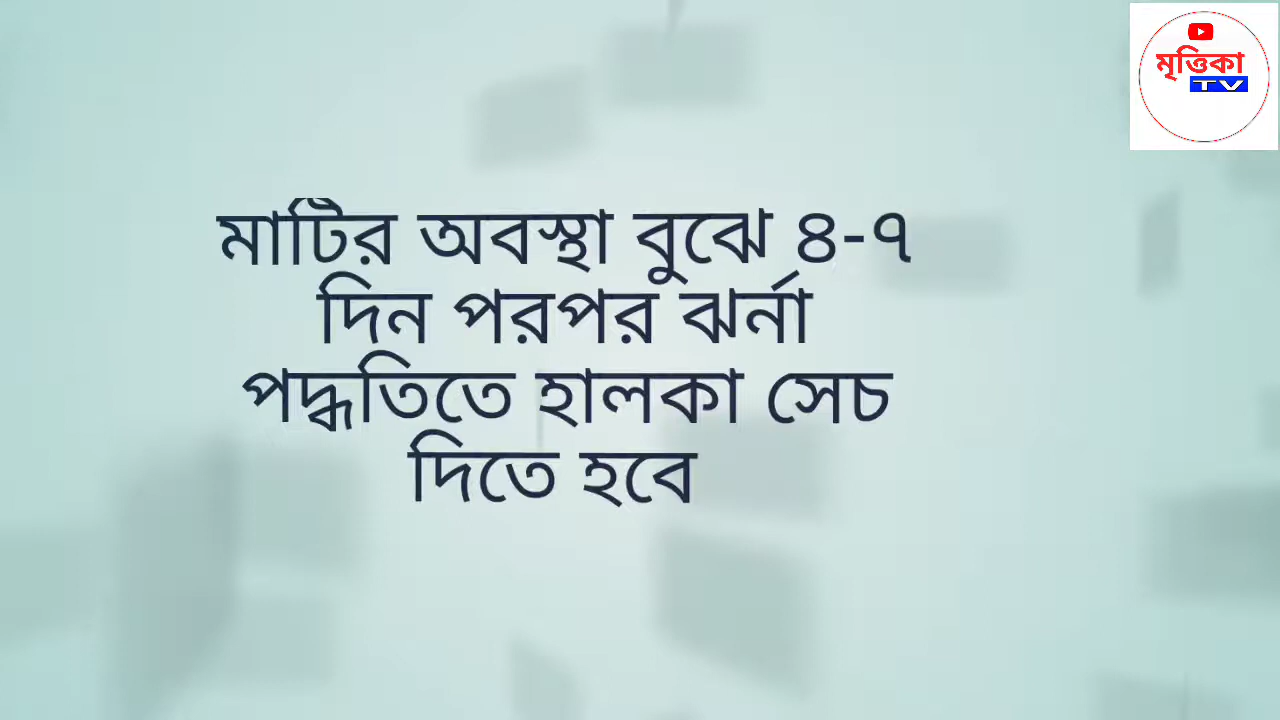 মৃত্তিকা
TV
মাটির অবস্থা বুঝে ৪-৭
দিন পরপর ঝর্না
পদ্ধতিতে হালকা সেচ
দিতে হবে